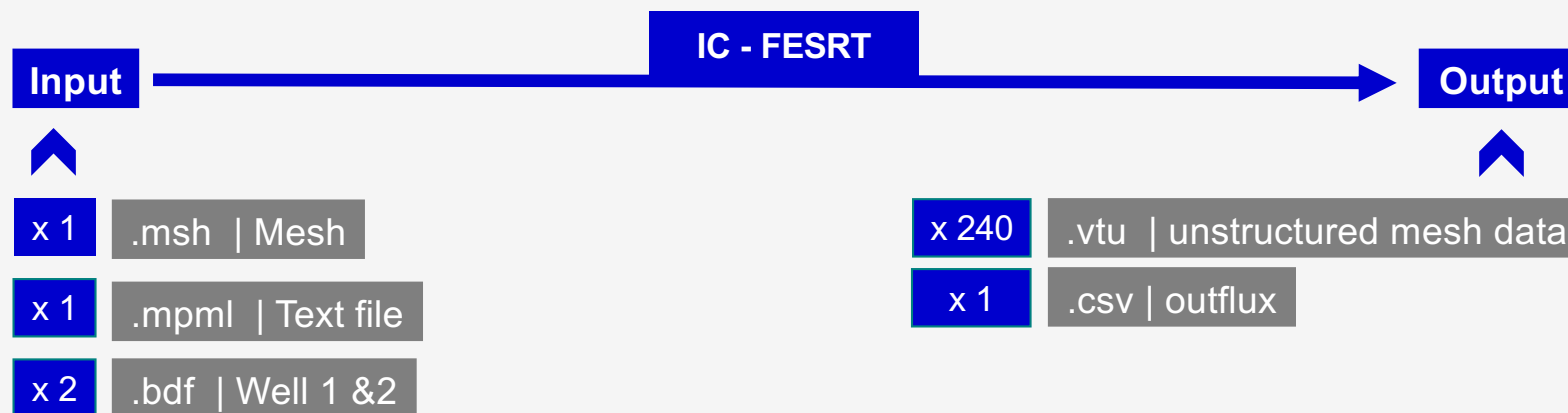 IC - FESRT
Input
Output
x 1 .msh | Mesh
x 1 .mpml | Text file
x 2 .bdf | Well 1 &2
x 240 .vtu | unstructured mesh data
x 1 .csv | outflux